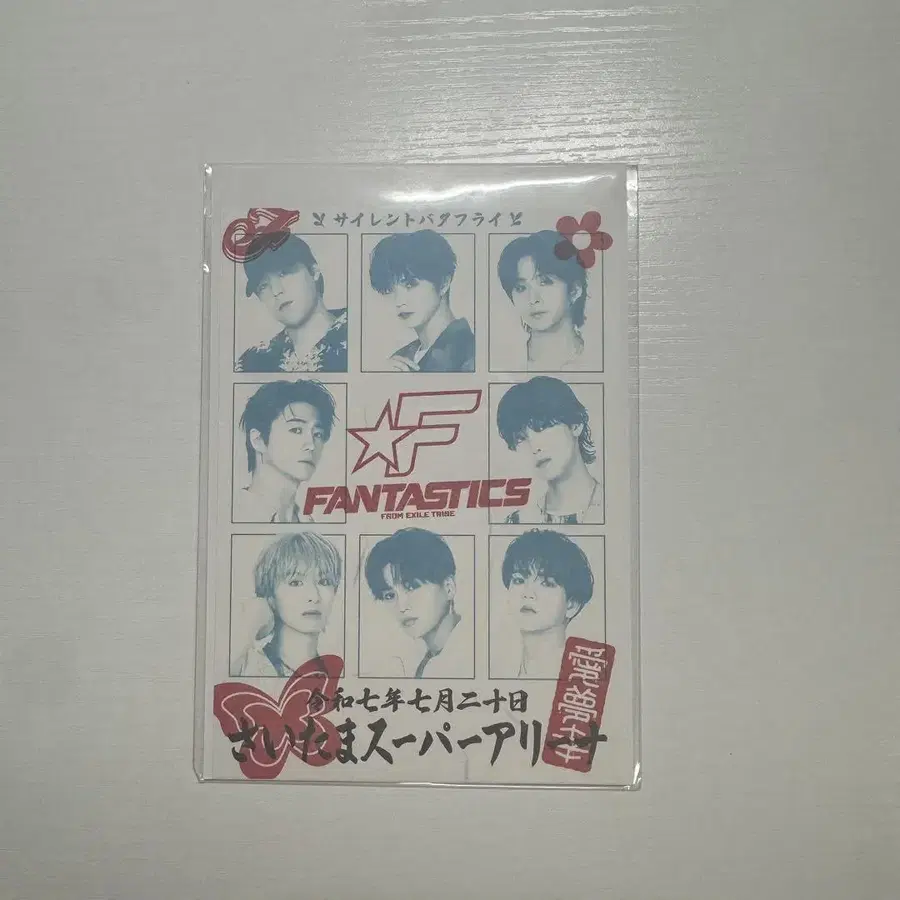 サイレントバタフライ
FANTASTICS
FROM EXILE TRIBE
令和七年七月二十日
さいたまスーパーアリーナ